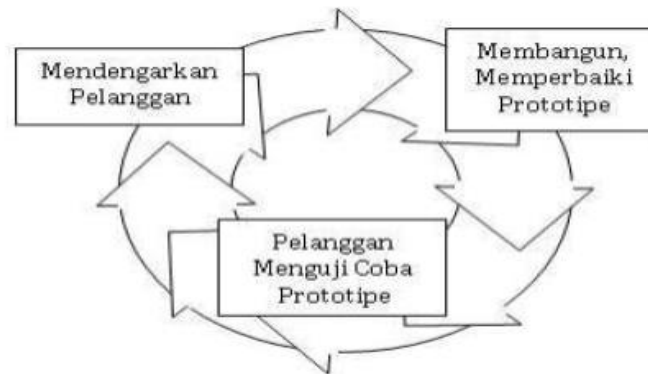 Mendengarkan
Pelanggan
Membangun,
Memperbaiki
Prototipe
Pelanggan
Menguji Coba
Prototipe